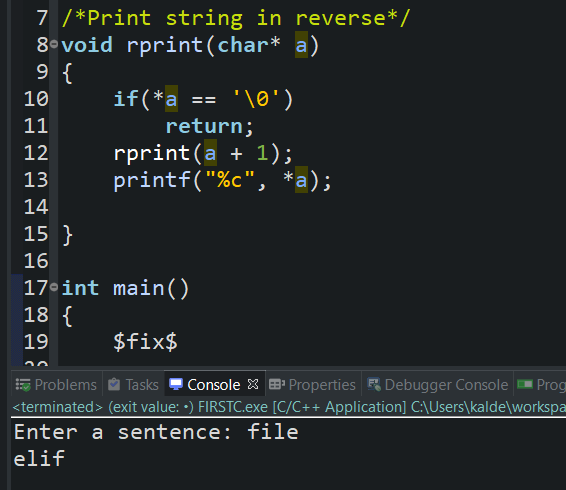 7 /*Print string in reverse*/
8 void rprint(char* a)
9 {
10 if(*a == '\0')
11 return;
12 rprint(a + 1);
13 printf("%c", *a);
14
15 }
16
17 int main()
18 {
19 $fix$
Problems Tasks Console Properties Debugger Console Prog
<terminated> (exit value: •) FIRSTC.exe [C/C++ Application] C:\Users\kalde\workspa
Enter a sentence: file
elif